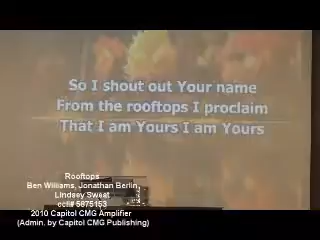 So I shout out Your name
From the rooftops I proclaim
That I am Yours I am Yours
Rooftops
Ben Williams, Jonathan Berlin,
Lindsey Sweat
ccli# 5875153
2010 Capitol CMG Amplifier
(Admin. by Capitol CMG Publishing)